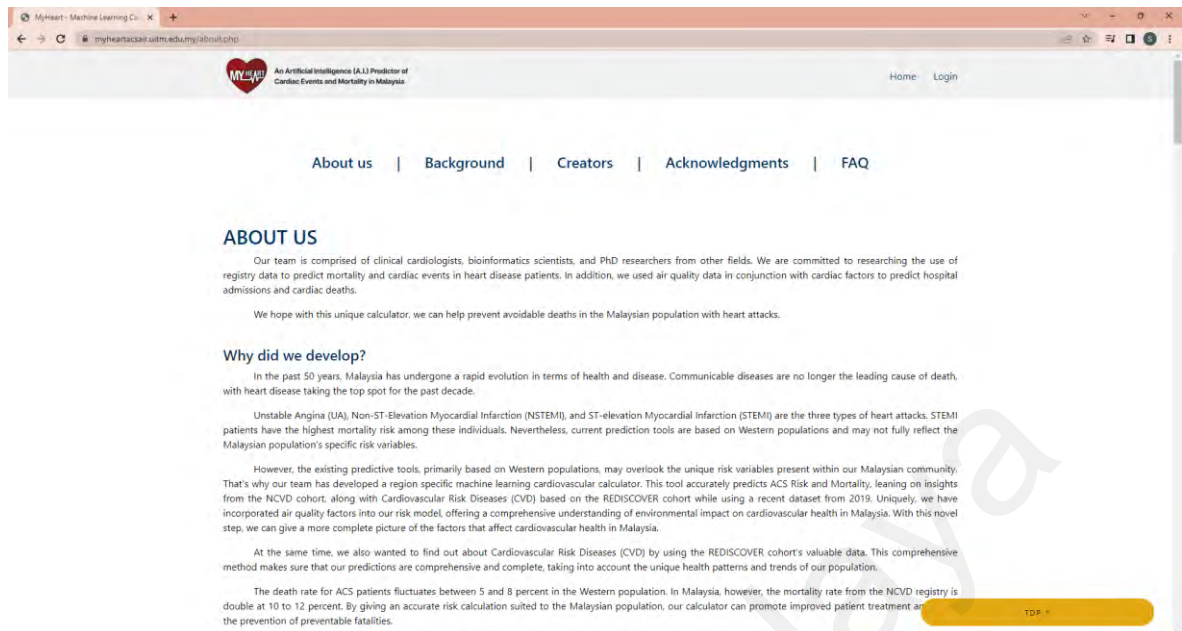 MyHeart - Machine Learning Ca
myheartacsair.uitm.edu.my/about.php
S
MY HEART
An Artificial Intelligence (A.I.) Predictor of
Cardiac Events and Mortality in Malaysia
Home Login
About us | Background | Creators | Acknowledgments | FAQ
ABOUT US
Our team is comprised of clinical cardiologists, bioinformatics scientists, and PhD researchers from other fields. We are committed to researching the use of
registry data to predict mortality and cardiac events in heart disease patients. In addition, we used air quality data in conjunction with cardiac factors to predict hospital
admissions and cardiac deaths.
We hope with this unique calculator, we can help prevent avoidable deaths in the Malaysian population with heart attacks.
Why did we develop?
In the past 50 years, Malaysia has undergone a rapid evolution in terms of health and disease. Communicable diseases are no longer the leading cause of death,
with heart disease taking the top spot for the past decade.
Unstable Angina (UA), Non-ST-Elevation Myocardial Infarction (NSTEMI), and ST-elevation Myocardial Infarction (STEMI) are the three types of heart attacks. STEMI
patients have the highest mortality risk among these individuals. Nevertheless, current prediction tools are based on Western populations and may not fully reflect the
Malaysian population's specific risk variables.
However, the existing predictive tools, primarily based on Western populations, may overlook the unique risk variables present within our Malaysian community.
That's why our team has developed a region specific machine learning cardiovascular calculator. This tool accurately predicts ACS Risk and Mortality, leaning on insights
from the NCVD cohort, along with Cardiovascular Risk Diseases (CVD) based on the REDISCOVER cohort while using a recent dataset from 2019. Uniquely, we have
incorporated air quality factors into our risk model, offering a comprehensive understanding of environmental impact on cardiovascular health in Malaysia. With this novel
step, we can give a more complete picture of the factors that affect cardiovascular health in Malaysia.
At the same time, we also wanted to find out about Cardiovascular Risk Diseases (CVD) by using the REDISCOVER cohort's valuable data. This comprehensive
method makes sure that our predictions are comprehensive and complete, taking into account the unique health patterns and trends of our population.
The death rate for ACS patients fluctuates between 5 and 8 percent in the Western population. In Malaysia, however, the mortality rate from the NCVD registry is
double at 10 to 12 percent. By giving an accurate risk calculation suited to the Malaysian population, our calculator can promote improved patient treatment
the prevention of preventable fatalities.
TOP
laya